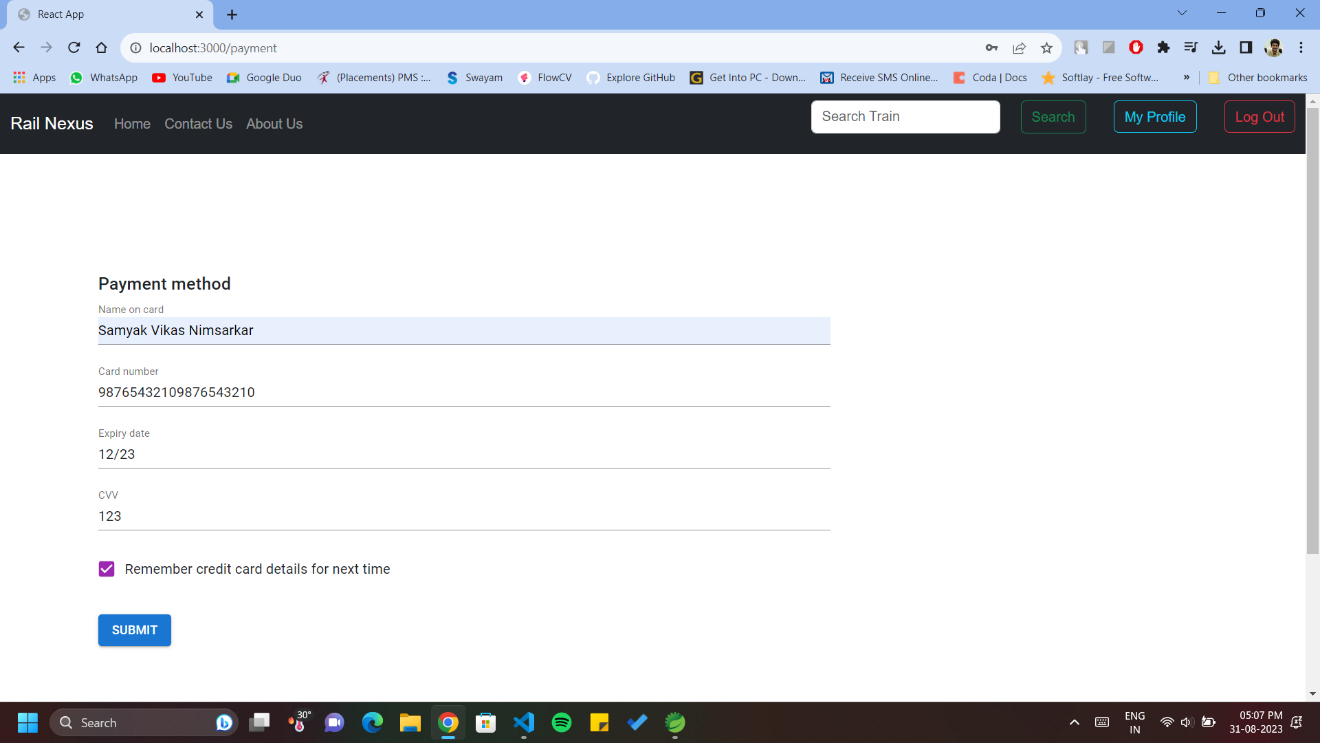 React App
localhost:3000/payment
Apps WhatsApp YouTube Google Duo (Placements) PMS :... Swayam FlowCV Explore GitHub Get Into PC - Down... Receive SMS Online... Coda | Docs Softlay - Free Softw... » Other bookmarks
Rail Nexus Home Contact Us About Us Search Train Search My Profile Log Out
Payment method
Name on card
Samyak Vikas Nimsarkar
Card number
98765432109876543210
Expiry date
12/23
CVV
123
Remember credit card details for next time
SUBMIT
Search
30°
ENG
IN
05:07 PM
31-08-2023